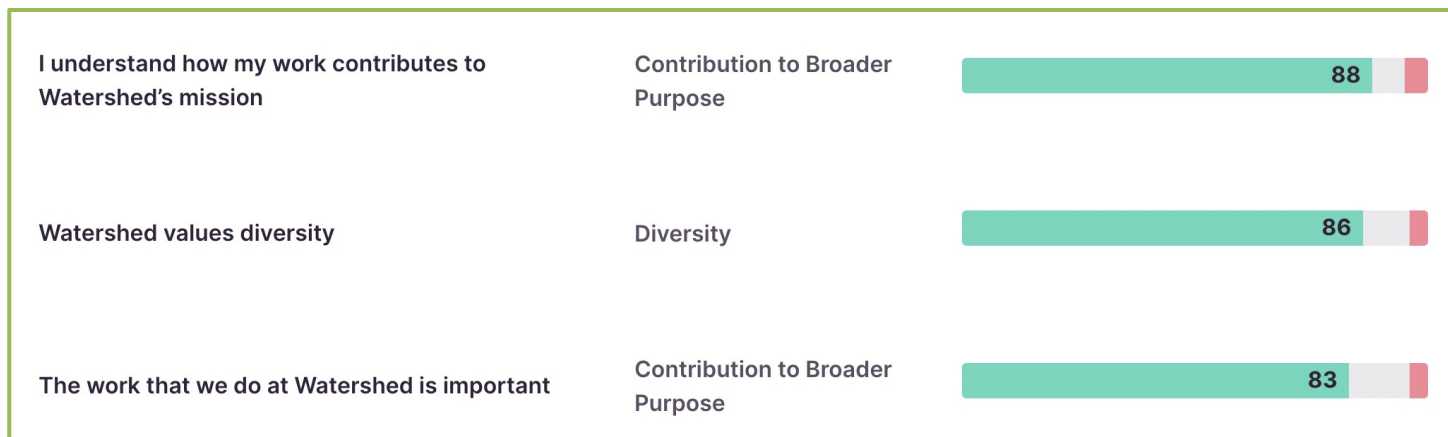 I understand how my work contributes to
Watershed’s mission
Contribution to Broader
Purpose
88
Watershed values diversity
Diversity
86
The work that we do at Watershed is important
Contribution to Broader
Purpose
83